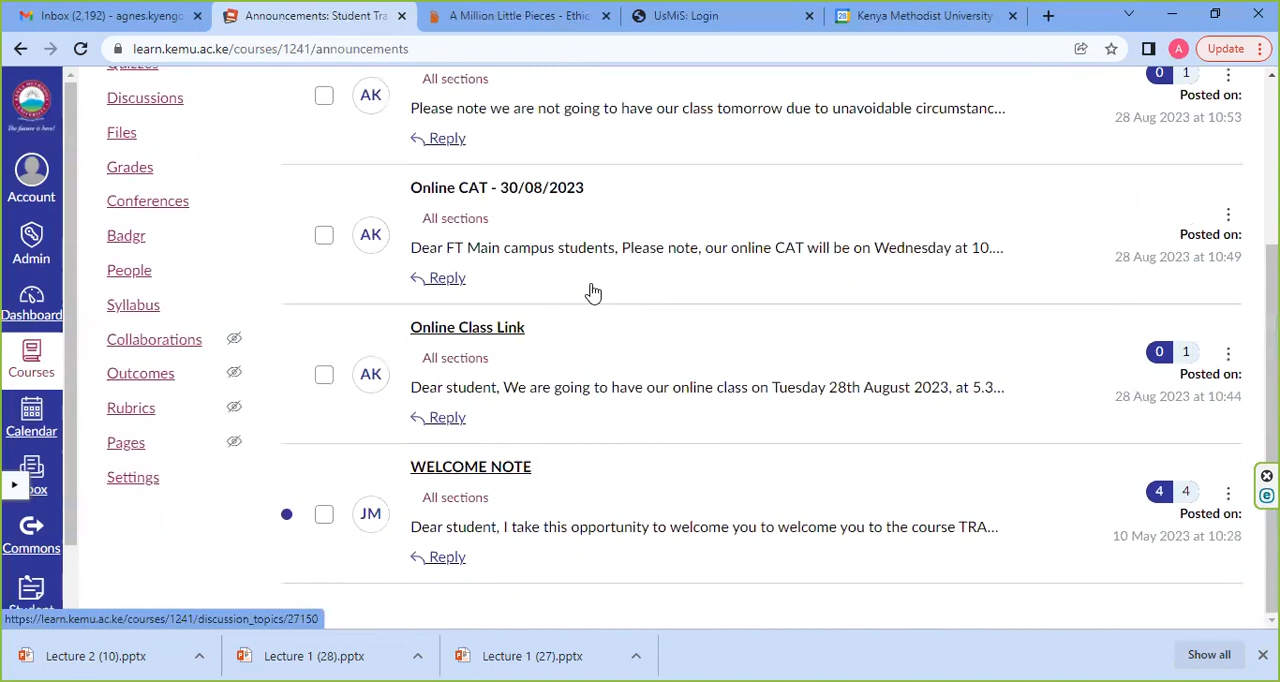 Inbox (2,192) - agnes.kyengo
Announcements: Student Tra
A Million Little Pieces - Ethic
UsMiS: Login
Kenya Methodist University
learn.kemu.ac.ke/courses/1241/announcements
A
Update
The future is here!
Account
Admin
Dashboard
Courses
Calendar
Commons
Quizzes
Discussions
Files
Grades
Conferences
Badgr
People
Syllabus
Collaborations
Outcomes
Rubrics
Pages
Settings
All sections
0 1
AK
Posted on:
Please note we are not going to have our class tomorrow due to unavoidable circumstanc...
28 Aug 2023 at 10:53
Reply
Online CAT - 30/08/2023
All sections
AK
Posted on:
Dear FT Main campus students, Please note, our online CAT will be on Wednesday at 10....
28 Aug 2023 at 10:49
Reply
Online Class Link
All sections
0 1
AK
Posted on:
Dear student, We are going to have our online class on Tuesday 28th August 2023, at 5.3...
28 Aug 2023 at 10:44
Reply
WELCOME NOTE
All sections
4 4
JM
Posted on:
Dear student, I take this opportunity to welcome you to welcome you to the course TRA...
10 May 2023 at 10:28
Reply
https://learn.kemu.ac.ke/courses/1241/discussion_topics/27150
Lecture 2 (10).pptx
Lecture 1 (28).pptx
Lecture 1 (27).pptx
Show all